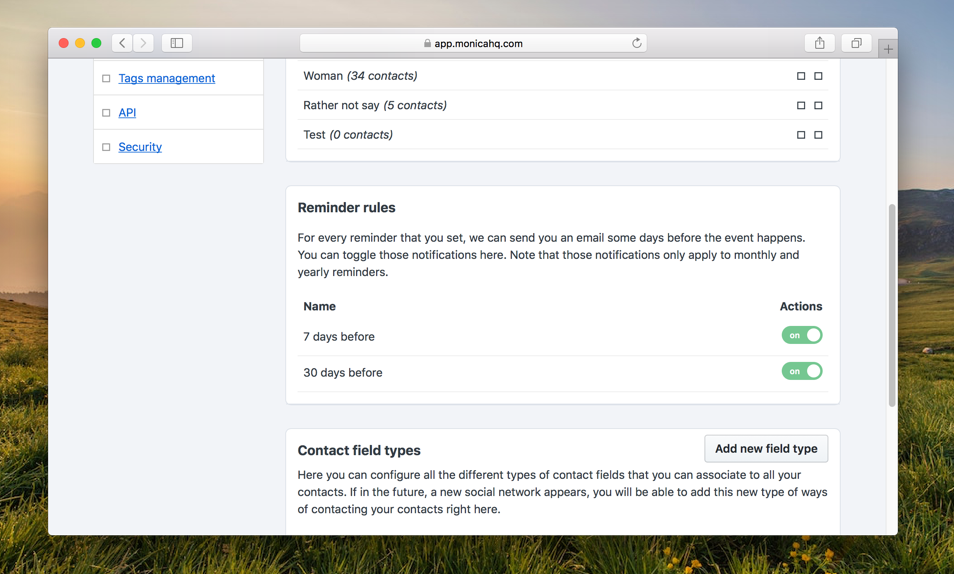 app.monicahq.com
Tags management
API
Security
Woman (34 contacts)
Rather not say (5 contacts)
Test (0 contacts)
Reminder rules
For every reminder that you set, we can send you an email some days before the event happens.
You can toggle those notifications here. Note that those notifications only apply to monthly and
yearly reminders.
Name Actions
7 days before on
30 days before on
Contact field types Add new field type
Here you can configure all the different types of contact fields that you can associate to all your
contacts. If in the future, a new social network appears, you will be able to add this new type of ways
of contacting your contacts right here.